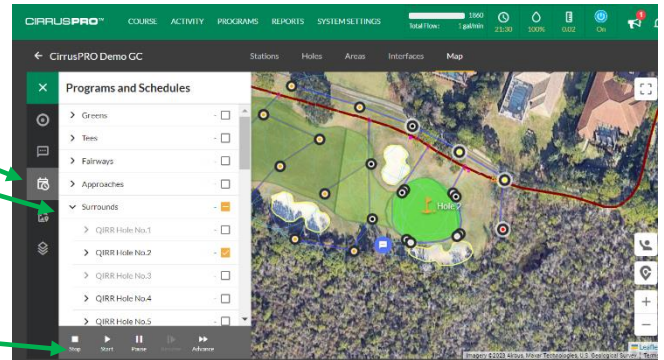 CIRRUSPRO™ COURSE ACTIVITY PROGRAMS REPORTS SYSTEM SETTINGS
1860
Total Flow: 1 gal/min 21:30 100% 0.02 On
← CirrusPRO Demo GC Stations Holes Areas Interfaces Map
Programs and Schedules
> Greens -
> Tees -
> Fairways -
> Approaches -
Surrounds -
> QIRR Hole No.1 -
> QIRR Hole No.2 -
> QIRR Hole No.3 -
> QIRR Hole No.4 -
> QIRR Hole No.5 -
Stop Start Pause Resume Advance
Hole 2
+
−
Leaflet
Imagery ©2023 Airbus, Maxar Technologies, U.S. Geological Survey